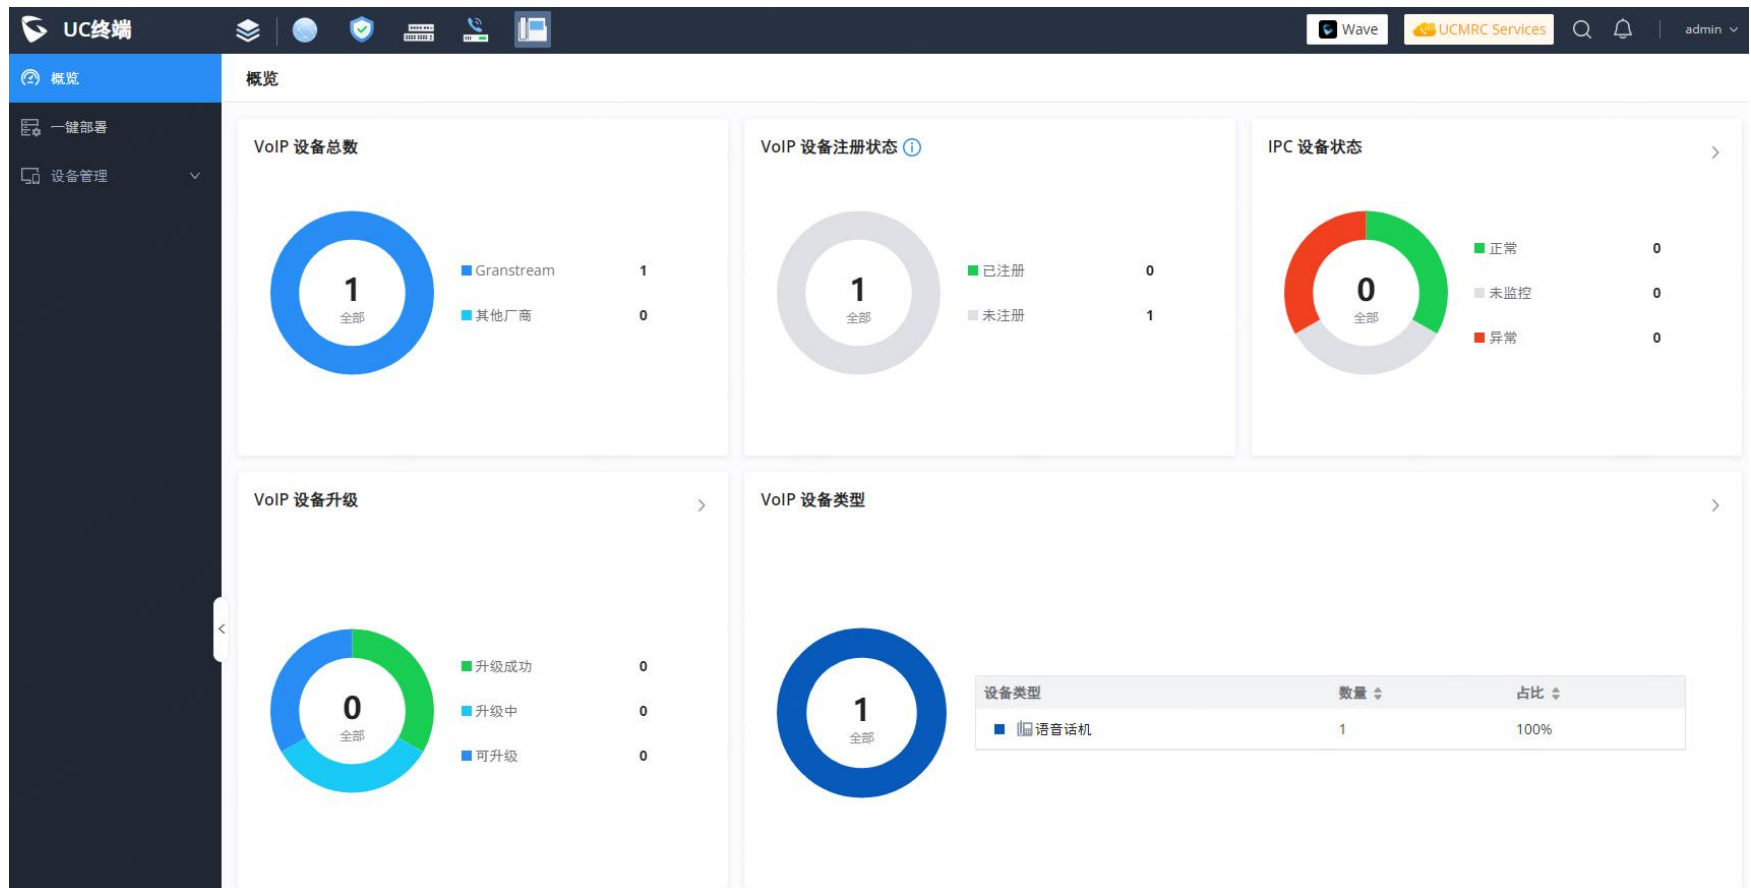 UC终端
Wave
UCMRC Services
admin
概览
一键部署
设备管理
概览
VoIP 设备总数
1
全部
Granstream 1
其他厂商 0
VoIP 设备注册状态
1
全部
已注册 0
未注册 1
IPC 设备状态
0
全部
正常 0
未监控 0
异常 0
VoIP 设备升级
0
全部
升级成功 0
升级中 0
可升级 0
VoIP 设备类型
1
全部
设备类型 数量 占比
语音话机 1 100%